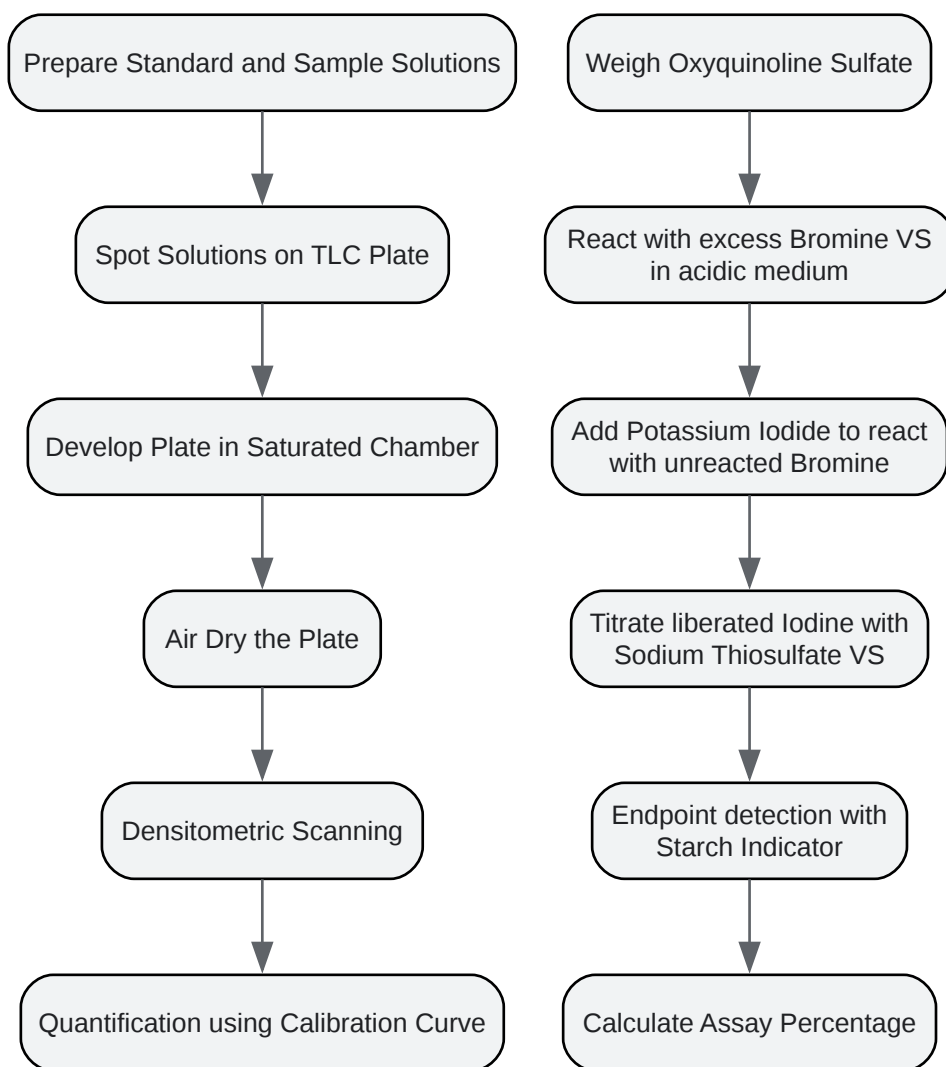 Prepare Standard and Sample Solutions
Spot Solutions on TLC Plate
Develop Plate in Saturated Chamber
Air Dry the Plate
Densitometric Scanning
Quantification using Calibration Curve
Weigh Oxyquinoline Sulfate
React with excess Bromine VS
in acidic medium
Add Potassium Iodide to react
with unreacted Bromine
Titrate liberated Iodine with
Sodium Thiosulfate VS
Endpoint detection with
Starch Indicator
Calculate Assay Percentage